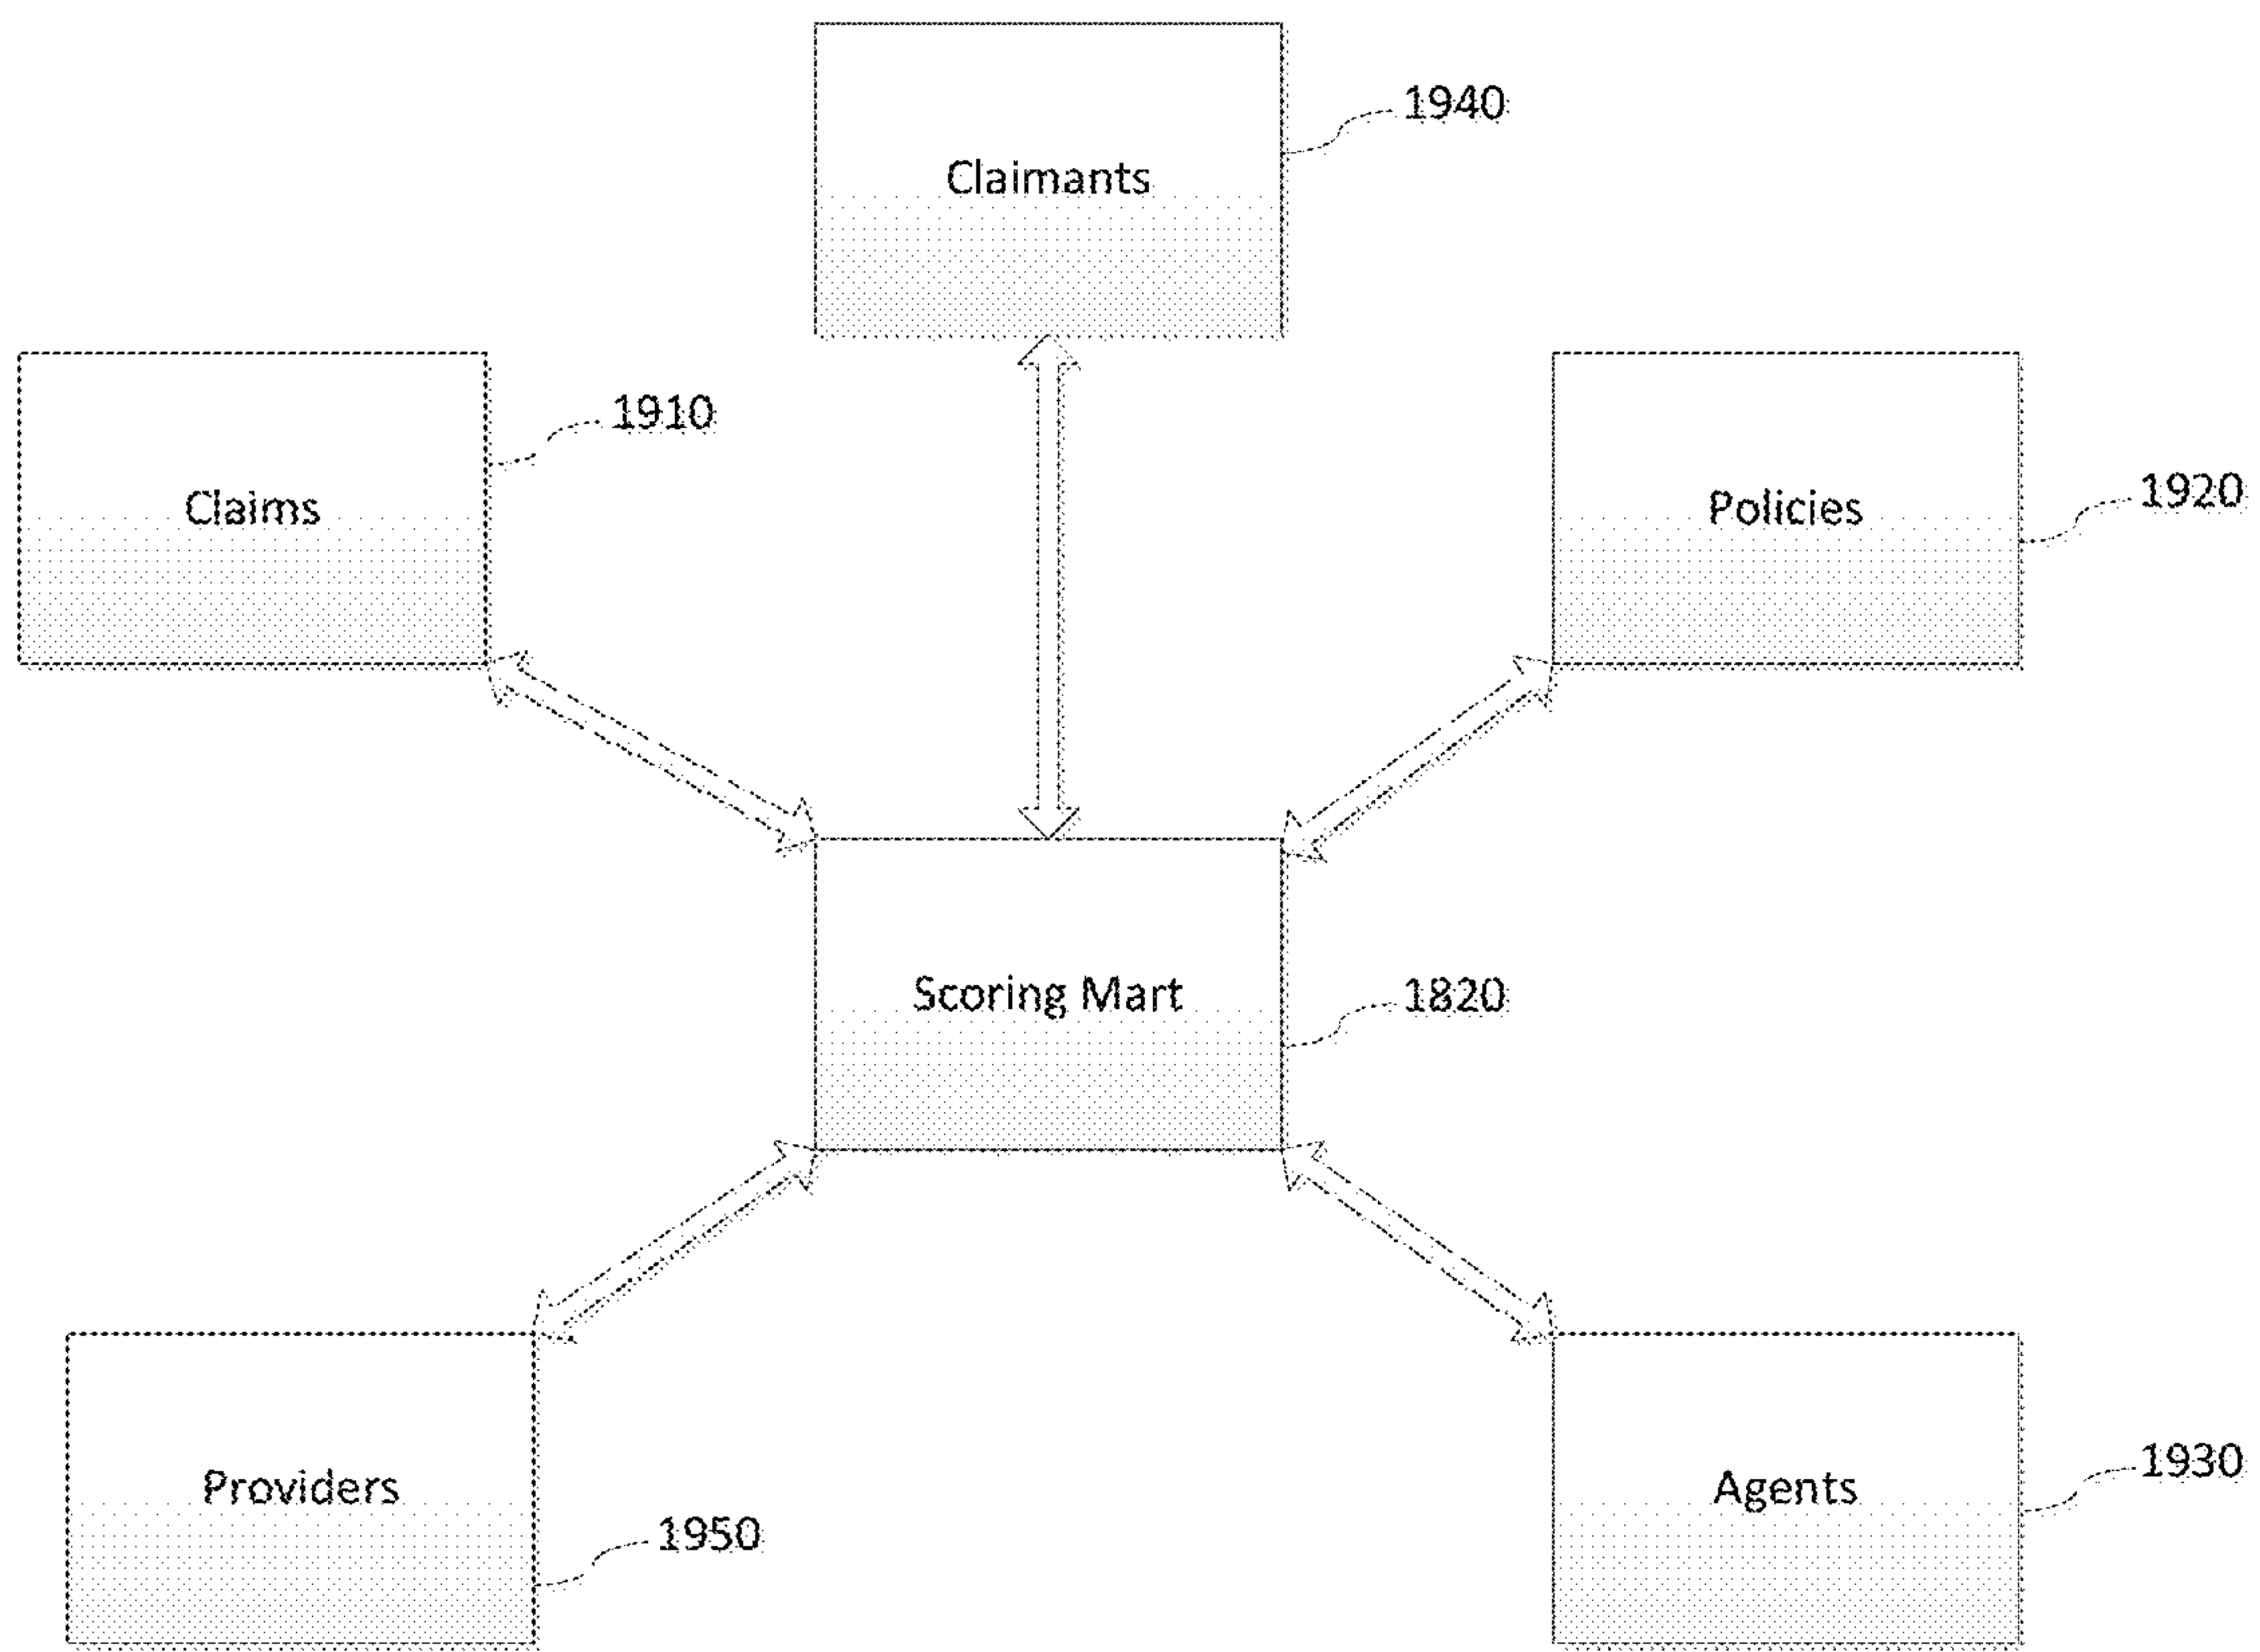 1940
Claimants
1910
Claims
1920
Policies
Scoring Mart
1820
Providers
1950
Agents
1930